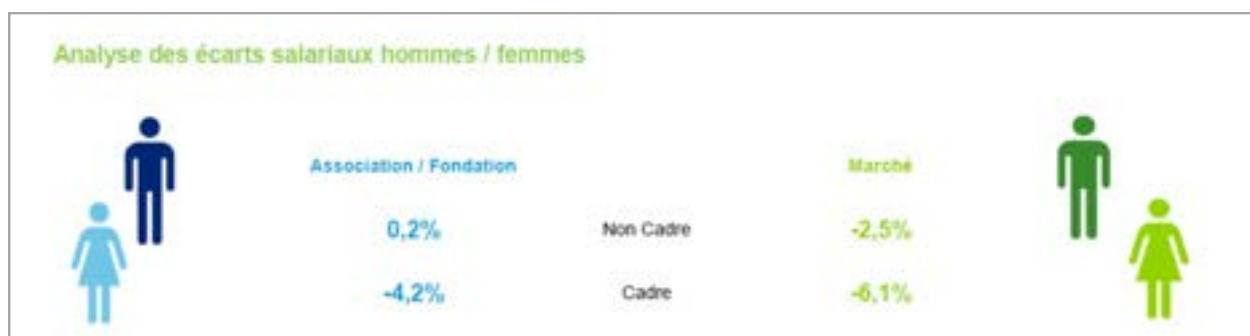 Analyse des écarts salariaux hommes / femmes
Association / Fondation Marché
0,2% Non Cadre -2,5%
-4,2% Cadre -6,1%